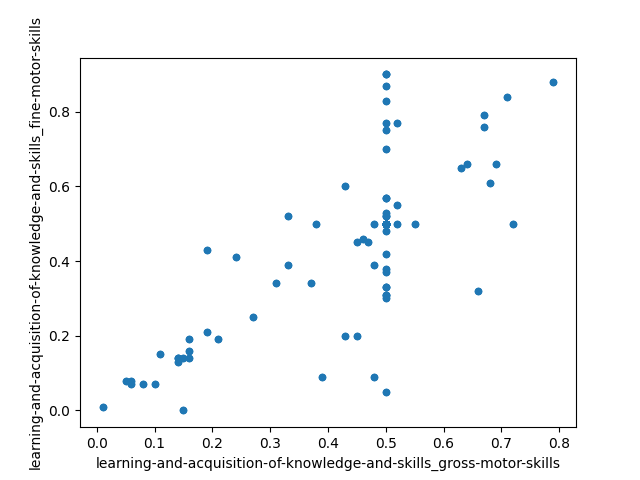 learning-and-acquisition-of-knowledge-and-skills_fine-motor-skills
0.8
0.6
0.4
0.2
0.0
0.0 0.1 0.2 0.3 0.4 0.5 0.6 0.7 0.8
learning-and-acquisition-of-knowledge-and-skills_gross-motor-skills